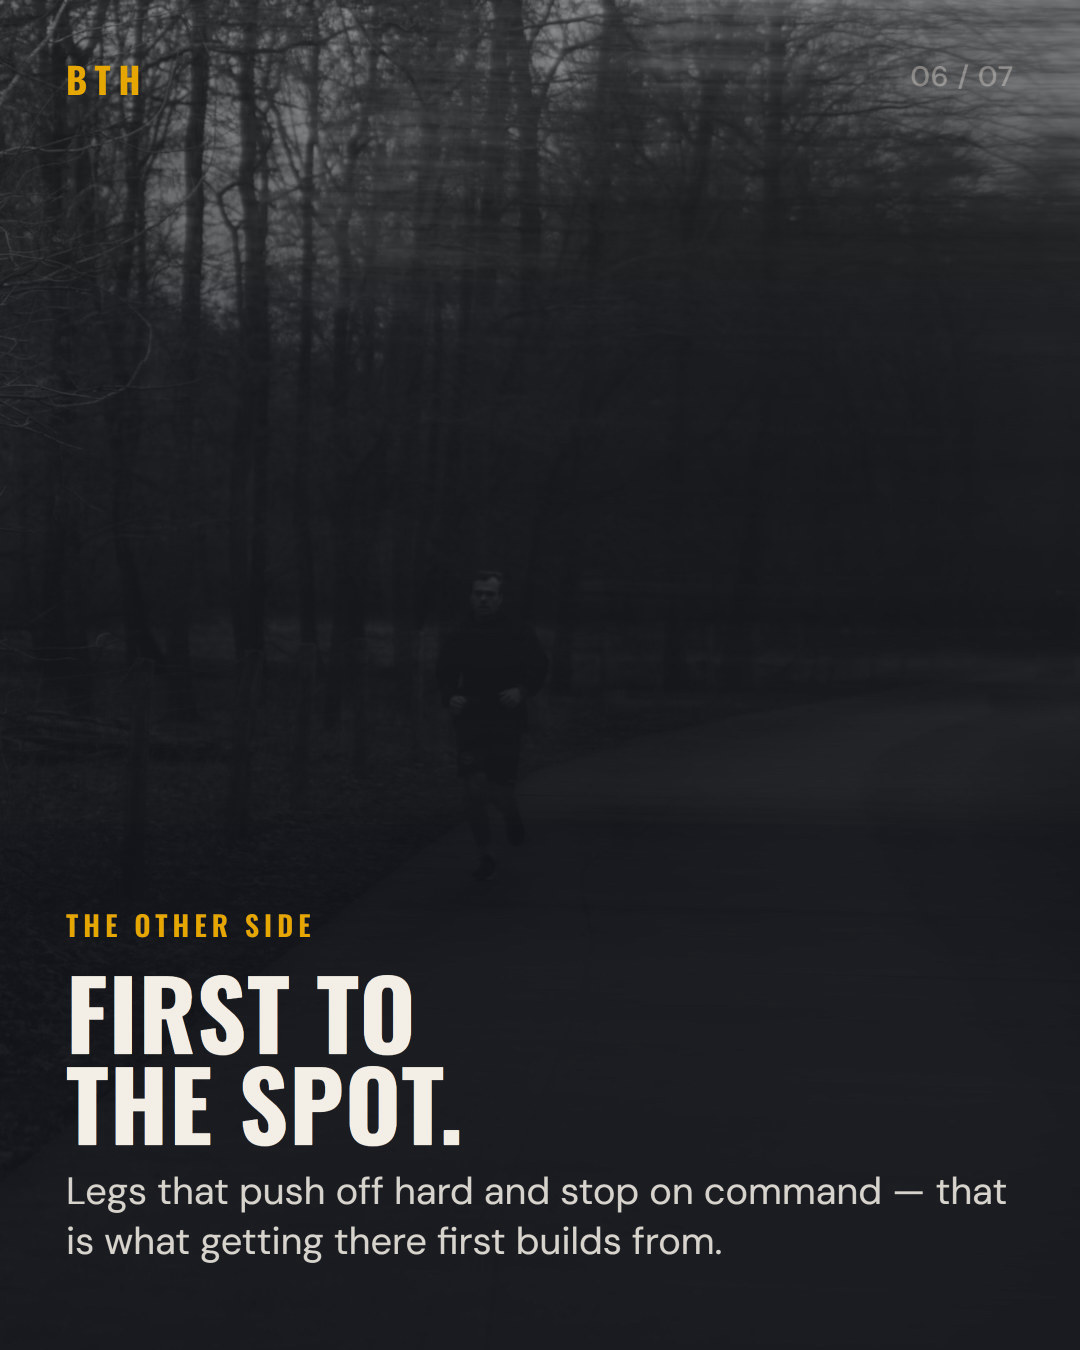 BTH
06 / 07
THE OTHER SIDE
FIRST TO
THE SPOT.
Legs that push off hard and stop on command — that
is what getting there first builds from.